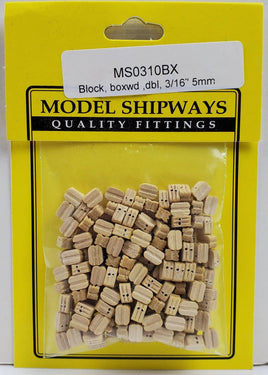 MS0310BX
Block, boxwd ,dbl, 3/16" 5mm
MODEL SHIPWAYS
QUALITY FITTINGS